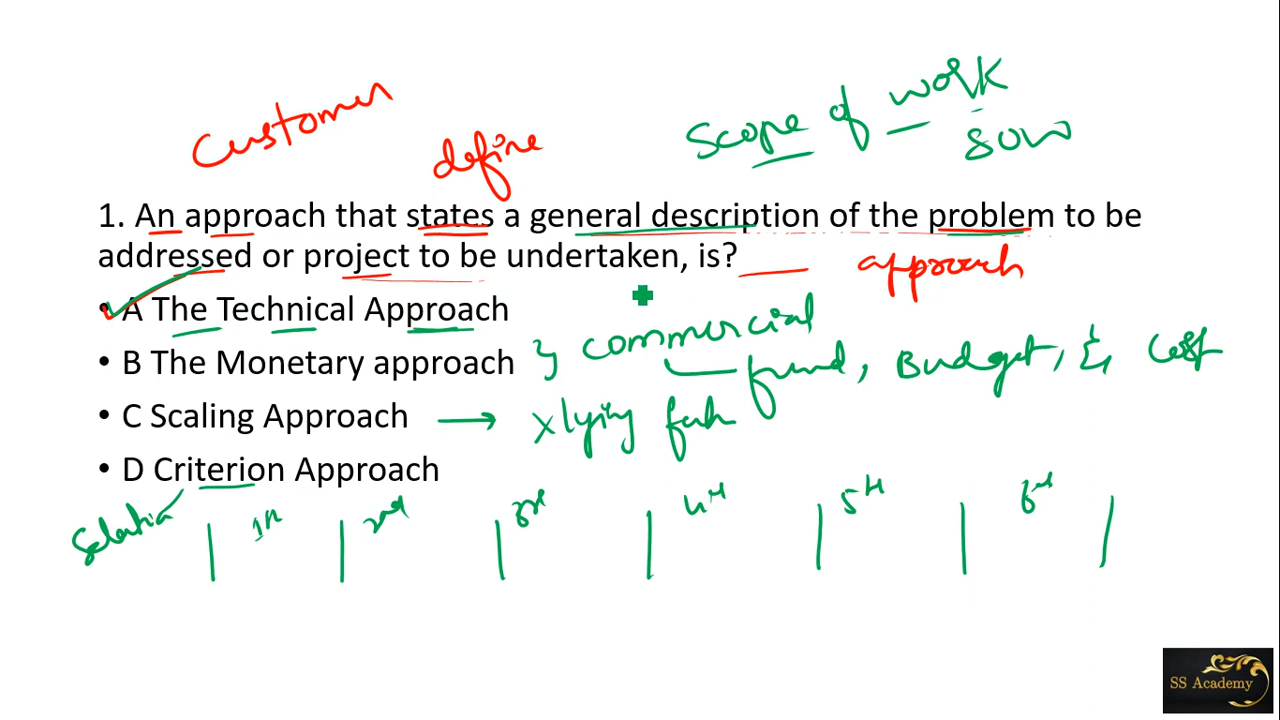 Customer
define
Scope of work
SOW
1. An approach that states a general description of the problem to be
addressed or project to be undertaken, is?
approach
• A The Technical Approach
• B The Monetary approach
commercial
fund, Budget, & Cost
• C Scaling Approach
• D Criterion Approach
1st 2nd 3rd 4th 5th 6th
SS Academy